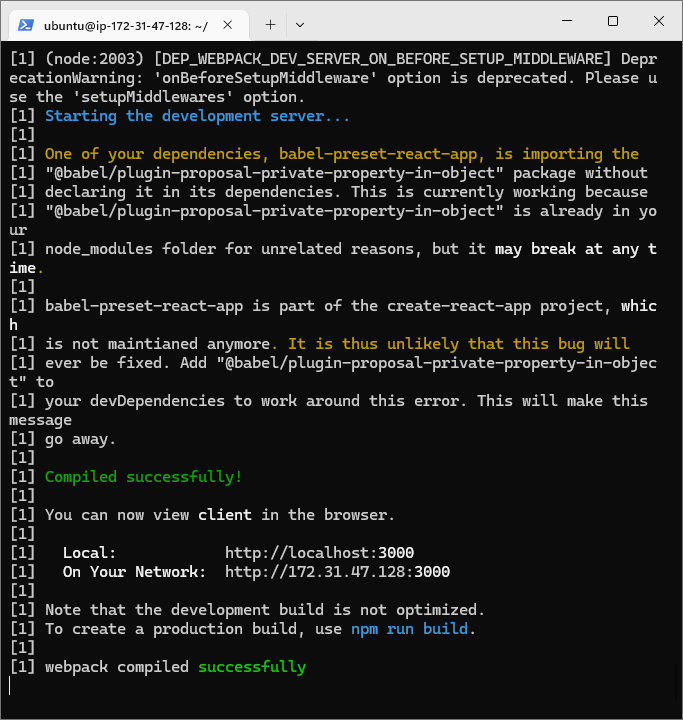 ubuntu@ip-172-31-47-128: ~/
[1] (node:2003) [DEP_WEBPACK_DEV_SERVER_ON_BEFORE_SETUP_MIDDLEWARE] Depr
ecationWarning: 'onBeforeSetupMiddleware' option is deprecated. Please u
se the 'setupMiddlewares' option.
[1] Starting the development server...
[1]
[1] One of your dependencies, babel-preset-react-app, is importing the
[1] "@babel/plugin-proposal-private-property-in-object" package without
[1] declaring it in its dependencies. This is currently working because
[1] "@babel/plugin-proposal-private-property-in-object" is already in yo
ur
[1] node_modules folder for unrelated reasons, but it may break at any t
ime.
[1]
[1] babel-preset-react-app is part of the create-react-app project, whic
h
[1] is not maintianed anymore. It is thus unlikely that this bug will
[1] ever be fixed. Add "@babel/plugin-proposal-private-property-in-objec
t" to
[1] your devDependencies to work around this error. This will make this
message
[1] go away.
[1]
[1] Compiled successfully!
[1]
[1] You can now view client in the browser.
[1]
[1]   Local:            http://localhost:3000
[1]   On Your Network:  http://172.31.47.128:3000
[1]
[1] Note that the development build is not optimized.
[1] To create a production build, use npm run build.
[1]
[1] webpack compiled successfully